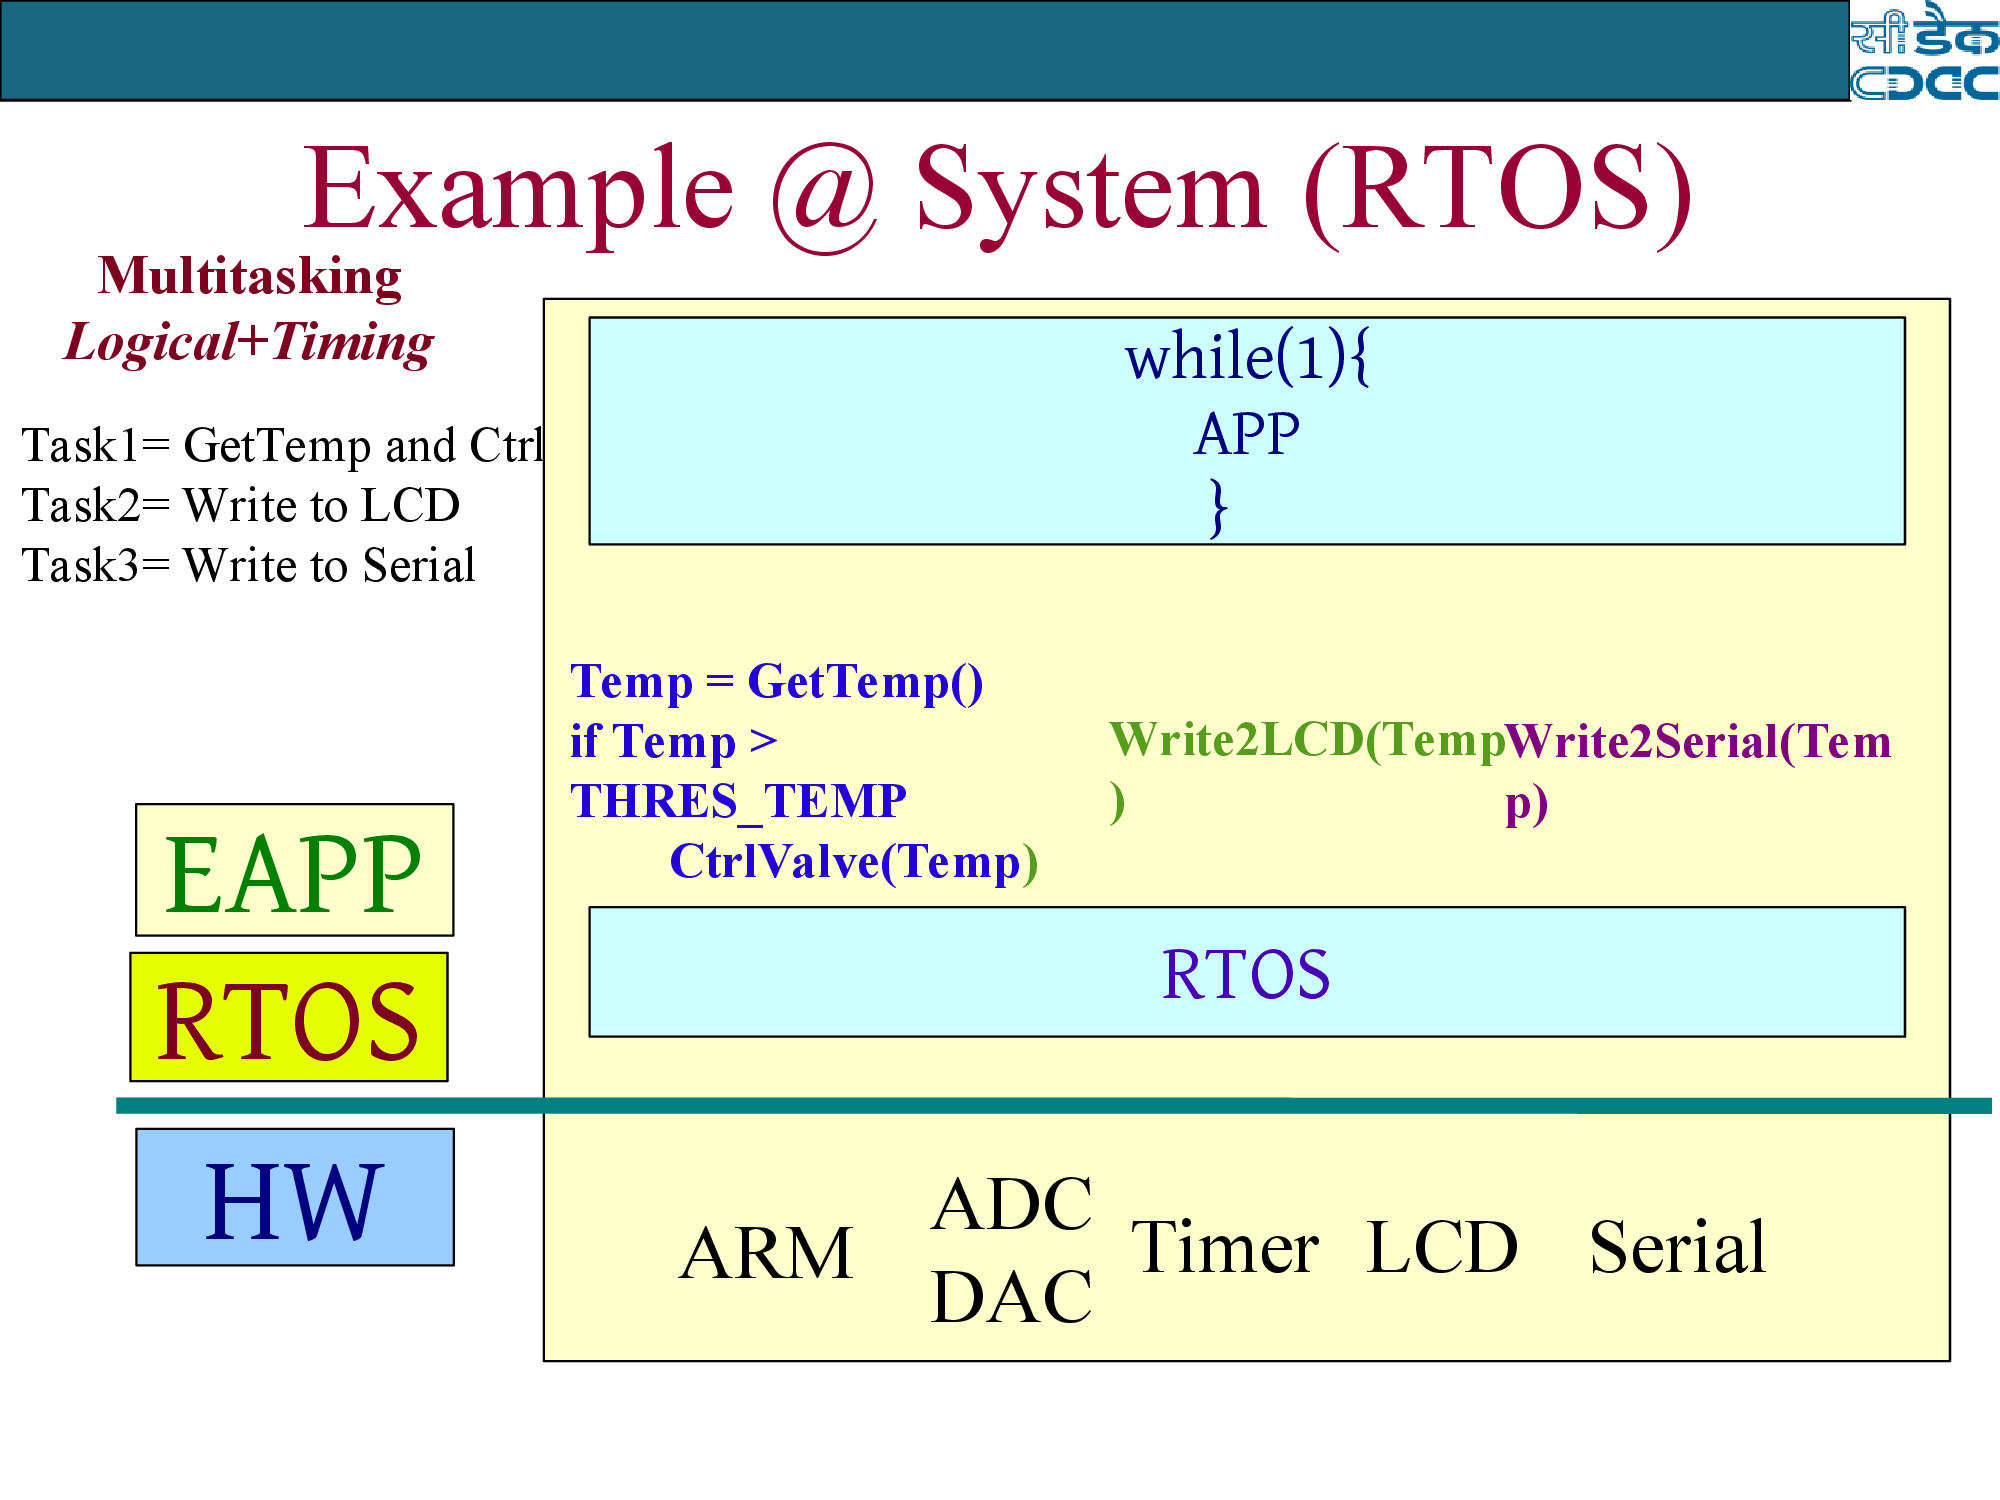 सी डैक
CDAC
Example @ System (RTOS)
Multitasking
Logical+Timing
Task1= GetTemp and Ctrl
Task2= Write to LCD
Task3= Write to Serial
while(1){
APP
}
Temp = GetTemp()
if Temp >
THRES_TEMP
CtrlValve(Temp)
Write2LCD(Temp
)
Write2Serial(Tem
p)
EAPP
RTOS
RTOS
HW
ARM
ADC
DAC
Timer
LCD
Serial